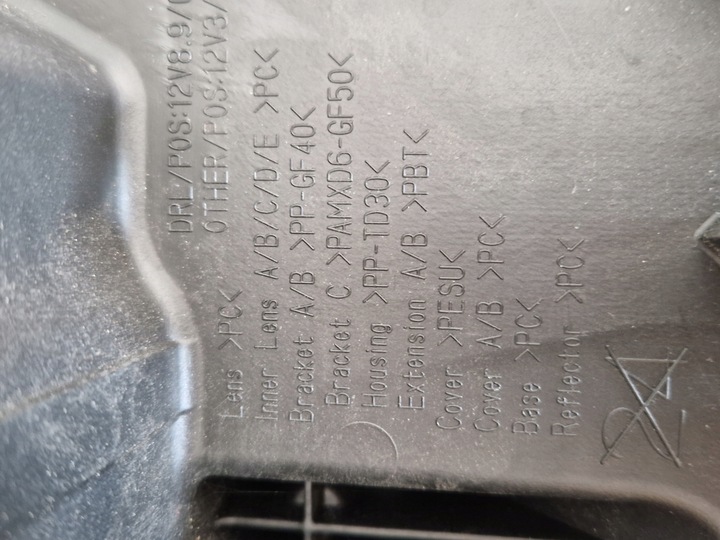 DRL/POS:12V8.9/
OTHER/POS:12V3/
Lens >PC<
Inner Lens A/B/C/D/E >PC<
Bracket A/B >PP-GF40<
Bracket C >PAMXD6-GF50<
Housing >PP-TD30<
Extension A/B >PBT<
Cover >PESU<
Cover A/B >PC<
Base >PC<
Reflector >PC<